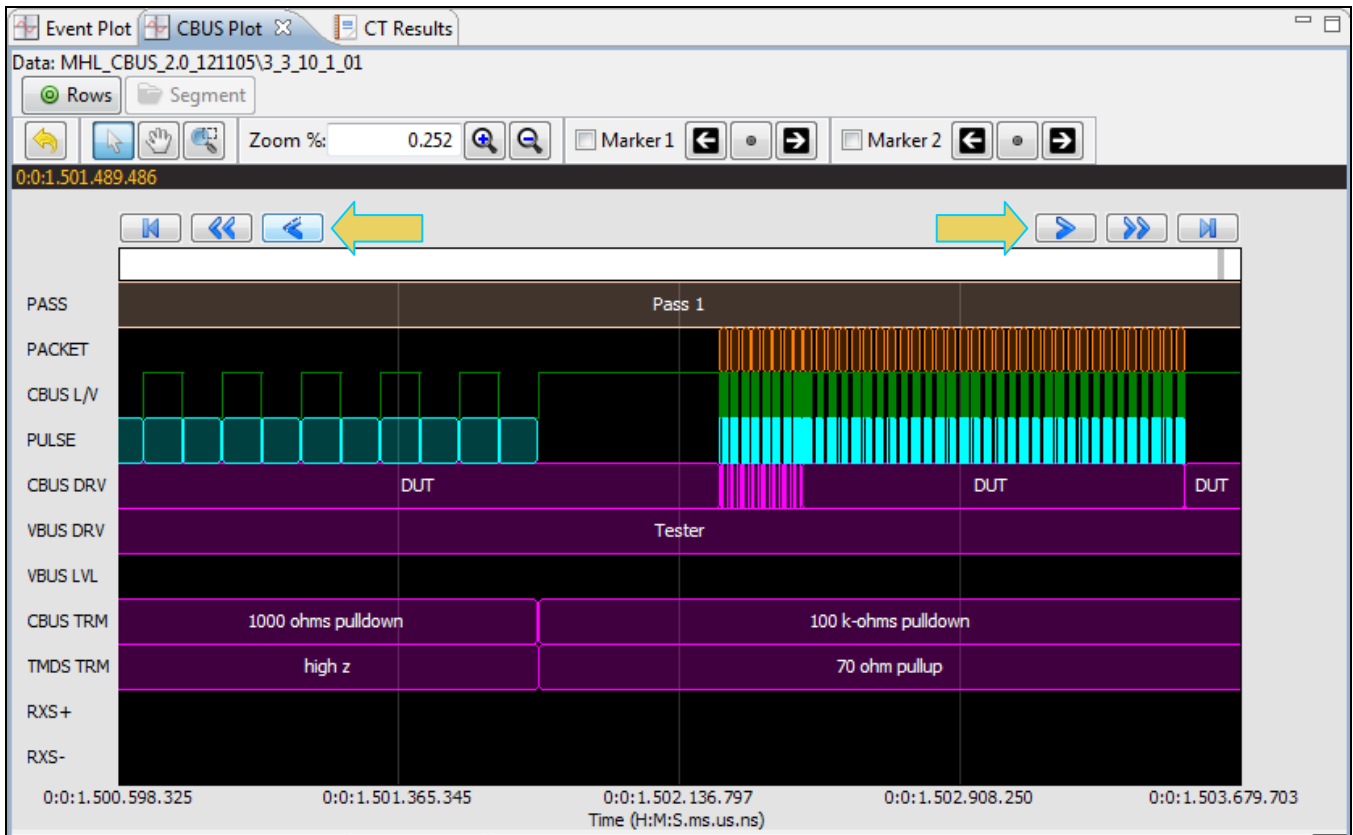 Event Plot CBUS Plot CT Results
Data: MHL_CBUS_2.0_121105\3_3_10_1_01
Rows Segment
Zoom %: 0.252 Marker 1 Marker 2
0:0:1.501.489.486
PASS Pass 1
PACKET
CBUS L/V
PULSE
CBUS DRV DUT DUT DUT
VBUS DRV Tester
VBUS LVL
CBUS TRM 1000 ohms pulldown 100 k-ohms pulldown
TMDS TRM high z 70 ohm pullup
RXS+
RXS-
0:0:1.500.598.325 0:0:1.501.365.345 0:0:1.502.136.797 0:0:1.502.908.250 0:0:1.503.679.703
Time (H:M:S.ms.us.ns)